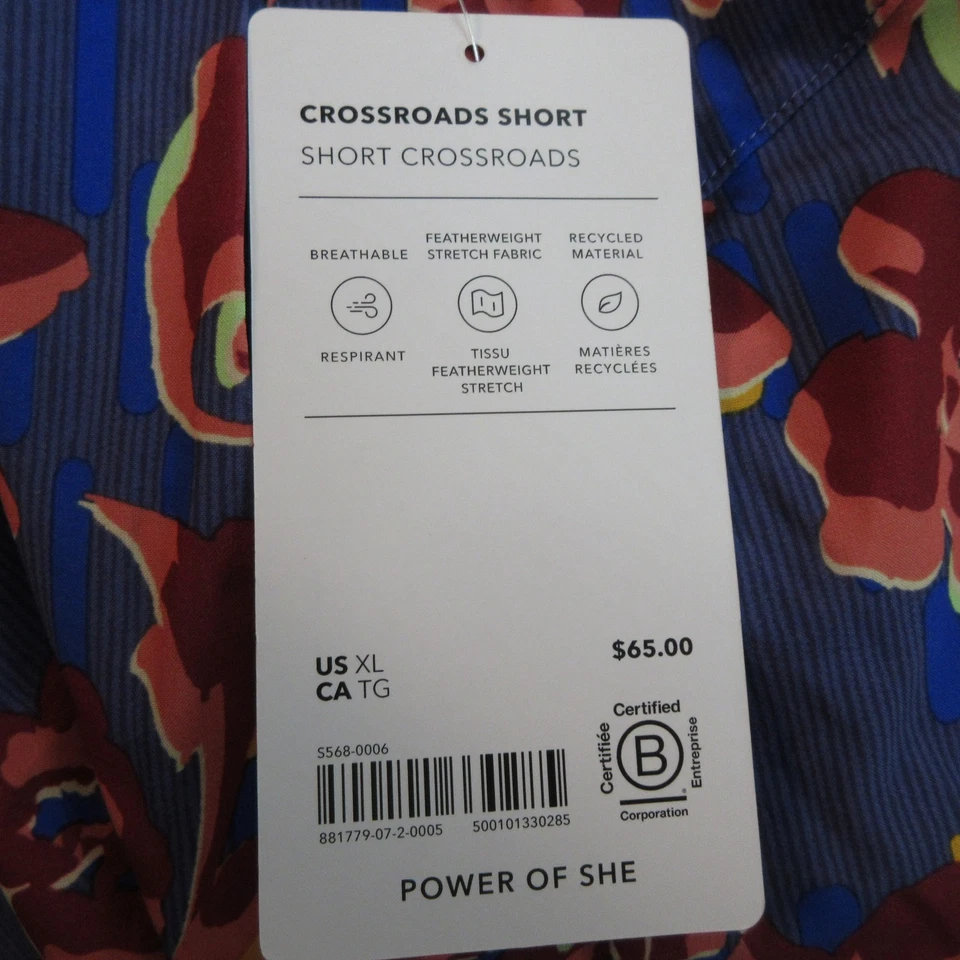 CROSSROADS SHORT
SHORT CROSSROADS
BREATHABLE
RESPIRANT
FEATHERWEIGHT
STRETCH FABRIC
TISSU
FEATHERWEIGHT
STRETCH
RECYCLED
MATERIAL
MATIÈRES
RECYCLÉES
US XL
CA TG
$65.00
S568-0006
881779-07-2-0005 500101330285
Certified
Certifiée
B
Entreprise
Corporation
POWER OF SHE